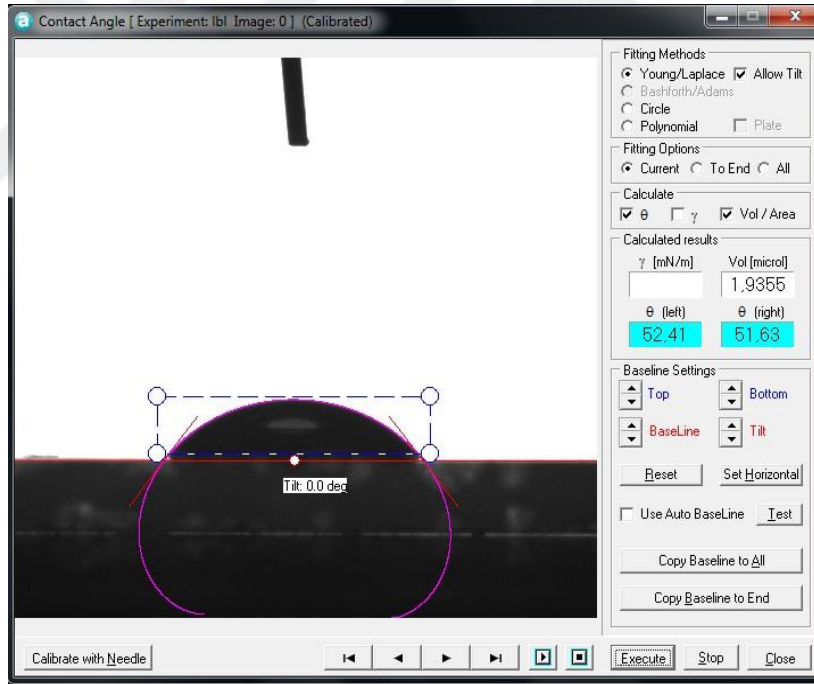 Contact Angle [ Experiment: lbl Image: 0 ] (Calibrated)
Fitting Methods
Young/Laplace Allow Tilt
Bashforth/Adams
Circle
Polynomial Plate
Fitting Options
Current To End All
Calculate
θ γ Vol / Area
Calculated results
γ [mN/m] Vol [microl]
1,9355
θ (left) θ (right)
52,41 51,63
Baseline Settings
Top Bottom
BaseLine Tilt
Reset Set Horizontal
Use Auto BaseLine Test
Copy Baseline to All
Copy Baseline to End
Tilt: 0.0 deg
Calibrate with Needle Execute Stop Close